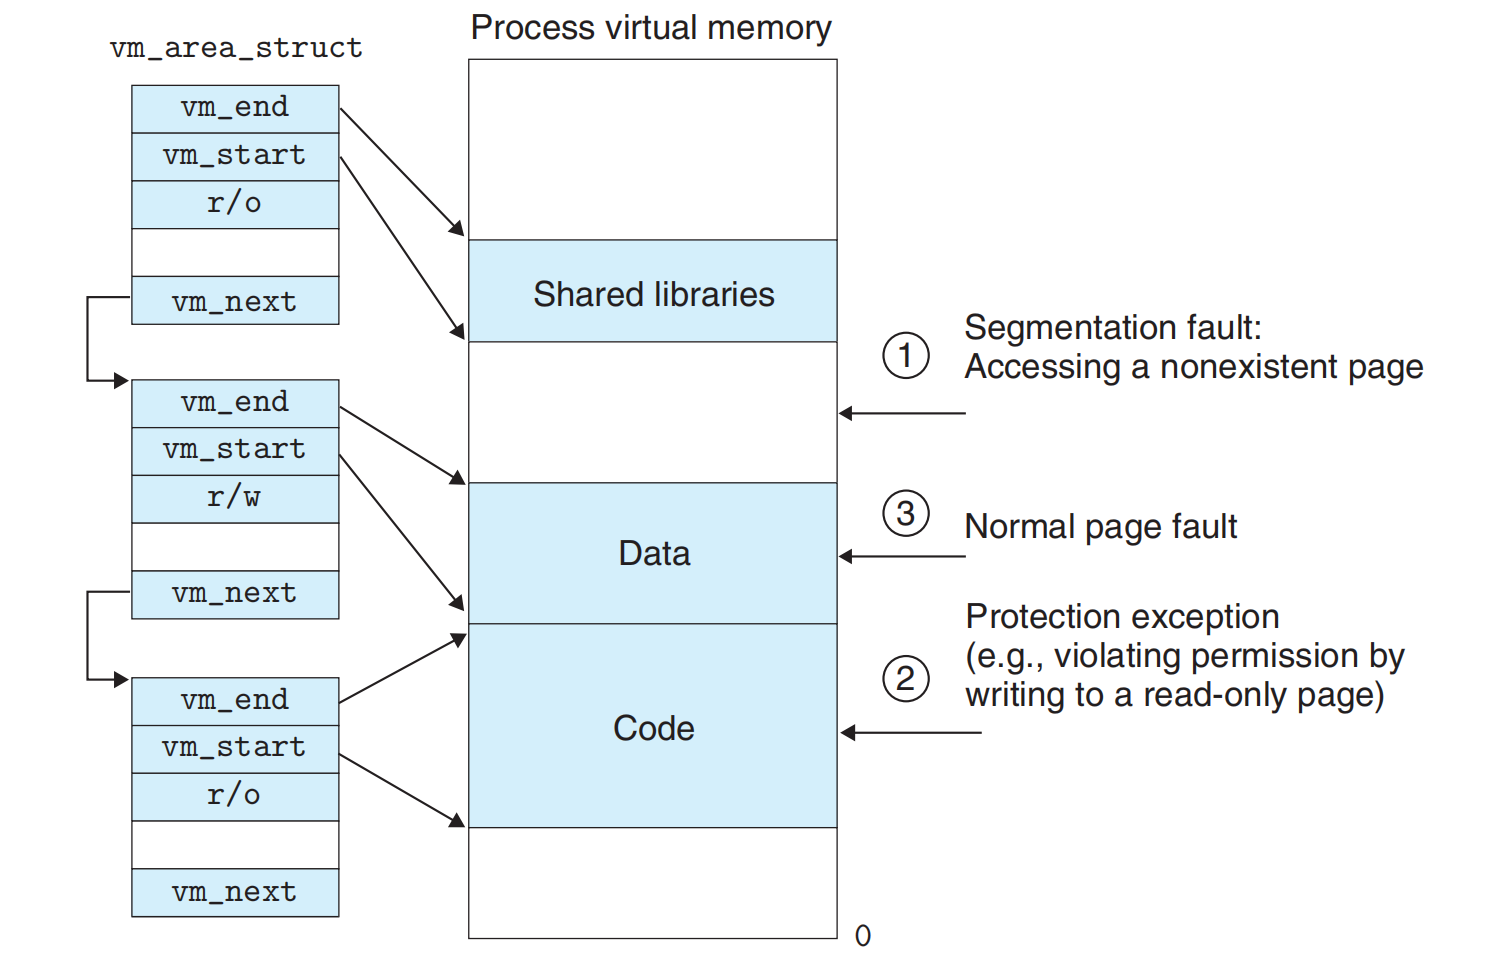 Process virtual memory
vm_area_struct
vm_end
vm_start
r/o
vm_next
vm_end
vm_start
r/w
vm_next
vm_end
vm_start
r/o
vm_next
Shared libraries
Data
Code
0
1
Segmentation fault:
Accessing a nonexistent page
3
Normal page fault
2
Protection exception
(e.g., violating permission by
writing to a read-only page)